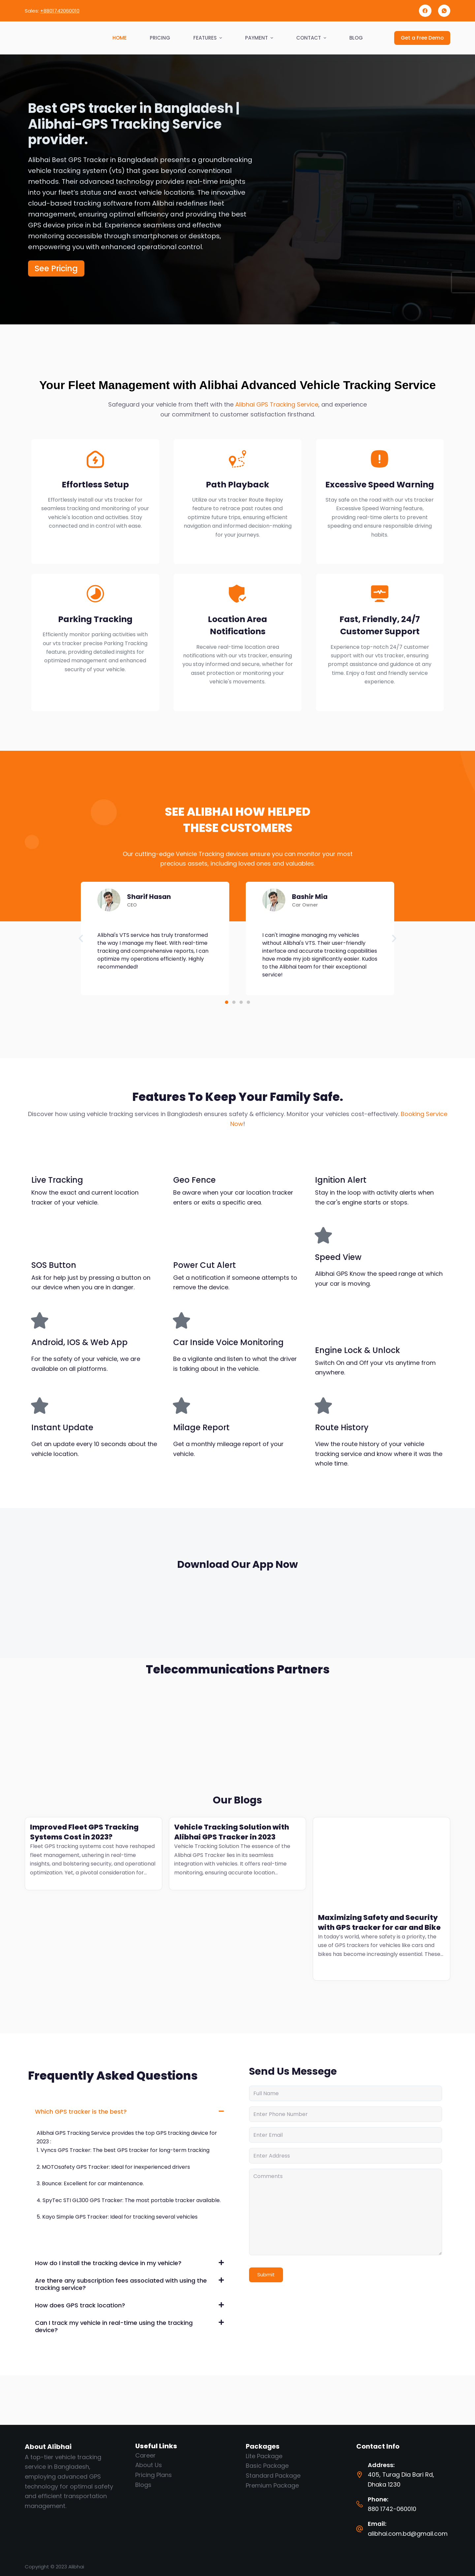 Sales: +8801742060010
HOME
PRICING
FEATURES
PAYMENT
CONTACT
BLOG
Get a Free Demo
Best GPS tracker in Bangladesh |
Alibhai-GPS Tracking Service
provider.
Alibhai Best GPS Tracker in Bangladesh presents a groundbreaking
vehicle tracking system (vts) that goes beyond conventional
methods. Their advanced technology provides real-time insights
into your fleet's status and exact vehicle locations. The innovative
cloud-based tracking software from Alibhai redefines fleet
management, ensuring optimal efficiency and providing the best
GPS device price in bd. Experience seamless and effective
monitoring accessible through smartphones or desktops,
empowering you with enhanced operational control.
See Pricing
Your Fleet Management with Alibhai Advanced Vehicle Tracking Service
Safeguard your vehicle from theft with the Alibhai GPS Tracking Service, and experience
our commitment to customer satisfaction firsthand.
Effortless Setup
Effortlessly install our vts tracker for
seamless tracking and monitoring of your
vehicle's location and activities. Stay
connected and in control with ease.
Path Playback
Utilize our vts tracker Route Replay
feature to retrace past routes and
optimize future trips, ensuring efficient
navigation and informed decision-making
for your journeys.
Excessive Speed Warning
Stay safe on the road with our vts tracker
Excessive Speed Warning feature,
providing real-time alerts to prevent
speeding and ensure responsible driving
habits.
Parking Tracking
Efficiently monitor parking activities with
our vts tracker precise Parking Tracking
feature, providing detailed insights for
optimized management and enhanced
security of your vehicle.
Location Area
Notifications
Receive real-time location area
notifications with our vts tracker, ensuring
you stay informed and secure, whether for
asset protection or monitoring your
vehicle's movements.
Fast, Friendly, 24/7
Customer Support
Experience top-notch 24/7 customer
support with our vts tracker, ensuring
prompt assistance and guidance at any
time. Enjoy a fast and friendly service
experience.
SEE ALIBHAI HOW HELPED
THESE CUSTOMERS
Our cutting-edge Vehicle Tracking devices ensure you can monitor your most
precious assets, including loved ones and valuables.
Sharif Hasan
CEO
Alibhai's VTS service has truly transformed
the way I manage my fleet. With real-time
tracking and comprehensive reports, I can
optimize my operations efficiently. Highly
recommended!
Bashir Mia
Car Owner
I can't imagine managing my vehicles
without Alibhai's VTS. Their user-friendly
interface and accurate tracking capabilities
have made my job significantly easier. Kudos
to the Alibhai team for their exceptional
service!
Features To Keep Your Family Safe.
Discover how using vehicle tracking services in Bangladesh ensures safety & efficiency. Monitor your vehicles cost-effectively. Booking Service
Now!
Live Tracking
Know the exact and current location
tracker of your vehicle.
Geo Fence
Be aware when your car location tracker
enters or exits a specific area.
Ignition Alert
Stay in the loop with activity alerts when
the car's engine starts or stops.
SOS Button
Ask for help just by pressing a button on
our device when you are in danger.
Power Cut Alert
Get a notification if someone attempts to
remove the device.
Speed View
Alibhai GPS Know the speed range at which
your car is moving.
Android, IOS & Web App
For the safety of your vehicle, we are
available on all platforms.
Car Inside Voice Monitoring
Be a vigilante and listen to what the driver
is talking about in the vehicle.
Engine Lock & Unlock
Switch On and Off your vts anytime from
anywhere.
Instant Update
Get an update every 10 seconds about the
vehicle location.
Milage Report
Get a monthly mileage report of your
vehicle.
Route History
View the route history of your vehicle
tracking service and know where it was the
whole time.
Download Our App Now
Telecommunications Partners
Our Blogs
Improved Fleet GPS Tracking
Systems Cost in 2023?
Fleet GPS tracking systems cost have reshaped
fleet management, ushering in real-time
insights, and bolstering security, and operational
optimization. Yet, a pivotal consideration for...
Vehicle Tracking Solution with
Alibhai GPS Tracker in 2023
Vehicle Tracking Solution The essence of the
Alibhai GPS Tracker lies in its seamless
integration with vehicles. It offers real-time
monitoring, ensuring accurate location...
Maximizing Safety and Security
with GPS tracker for car and Bike
In today's world, where safety is a priority, the
use of GPS trackers for vehicles like cars and
bikes has become increasingly essential. These...
Frequently Asked Questions
Which GPS tracker is the best?
Alibhai GPS Tracking Service provides the top GPS tracking device for
2023 :
1. Vyncs GPS Tracker: The best GPS tracker for long-term tracking
2. MOTOsafety GPS Tracker: Ideal for inexperienced drivers
3. Bounce: Excellent for car maintenance.
4. SpyTec STI GL300 GPS Tracker: The most portable tracker available.
5. Kayo Simple GPS Tracker: Ideal for tracking several vehicles
How do I install the tracking device in my vehicle?
Are there any subscription fees associated with using the
tracking service?
How does GPS track location?
Can I track my vehicle in real-time using the tracking
device?
Send Us Messege
Full Name
Enter Phone Number
Enter Email
Enter Address
Comments
Submit
About Alibhai
A top-tier vehicle tracking
service in Bangladesh,
employing advanced GPS
technology for optimal safety
and efficient transportation
management.
Useful Links
Career
About Us
Pricing Plans
Blogs
Packages
Lite Package
Basic Package
Standard Package
Premium Package
Contact Info
Address:
405, Turag Dia Bari Rd,
Dhaka 1230
Phone:
880 1742-060010
Email:
alibhai.com.bd@gmail.com
Copyright © 2023 Alibhai